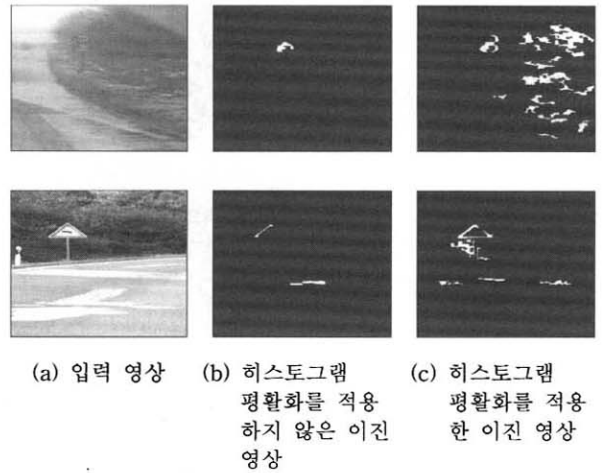 (a) 입력 영상
(b) 히스토그램
평활화를 적용
하지 않은 이진
영상
(c) 히스토그램
평활화를 적용
한 이진 영상